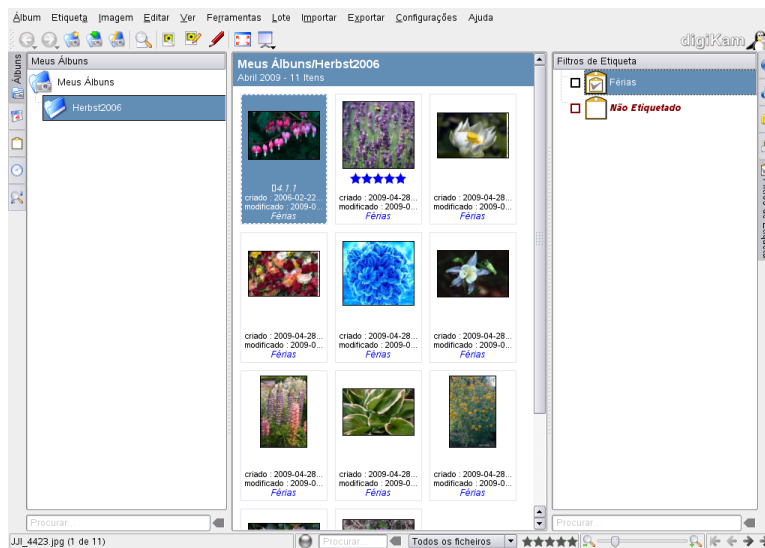 Álbum Etiqueta Imagem Editar Ver Ferramentas Lote Importar Exportar Configurações Ajuda
digiKam
Álbuns
Meus Álbuns
Meus Álbuns
Herbst2006
Meus Álbuns/Herbst2006
Abril 2009 - 11 Itens
4.1.1
criado : 2006-02-22...
modificado : 2009-0...
Férias
criado : 2009-04-28...
modificado : 2009-0...
Férias
criado : 2009-04-28...
modificado : 2009-0...
Férias
criado : 2009-04-28...
modificado : 2009-0...
Férias
criado : 2009-04-28...
modificado : 2009-0...
Férias
criado : 2009-04-28...
modificado : 2009-0...
Férias
criado : 2009-04-28...
modificado : 2009-0...
Férias
criado : 2009-04-28...
modificado : 2009-0...
Férias
criado : 2009-04-28...
modificado : 2009-0...
Férias
Filtros de Etiqueta
Férias
Não Etiquetado
Filtros de Etiqueta
Procurar...
Procurar...
JJI_4423.jpg (1 de 11)
Procurar...
Todos os ficheiros